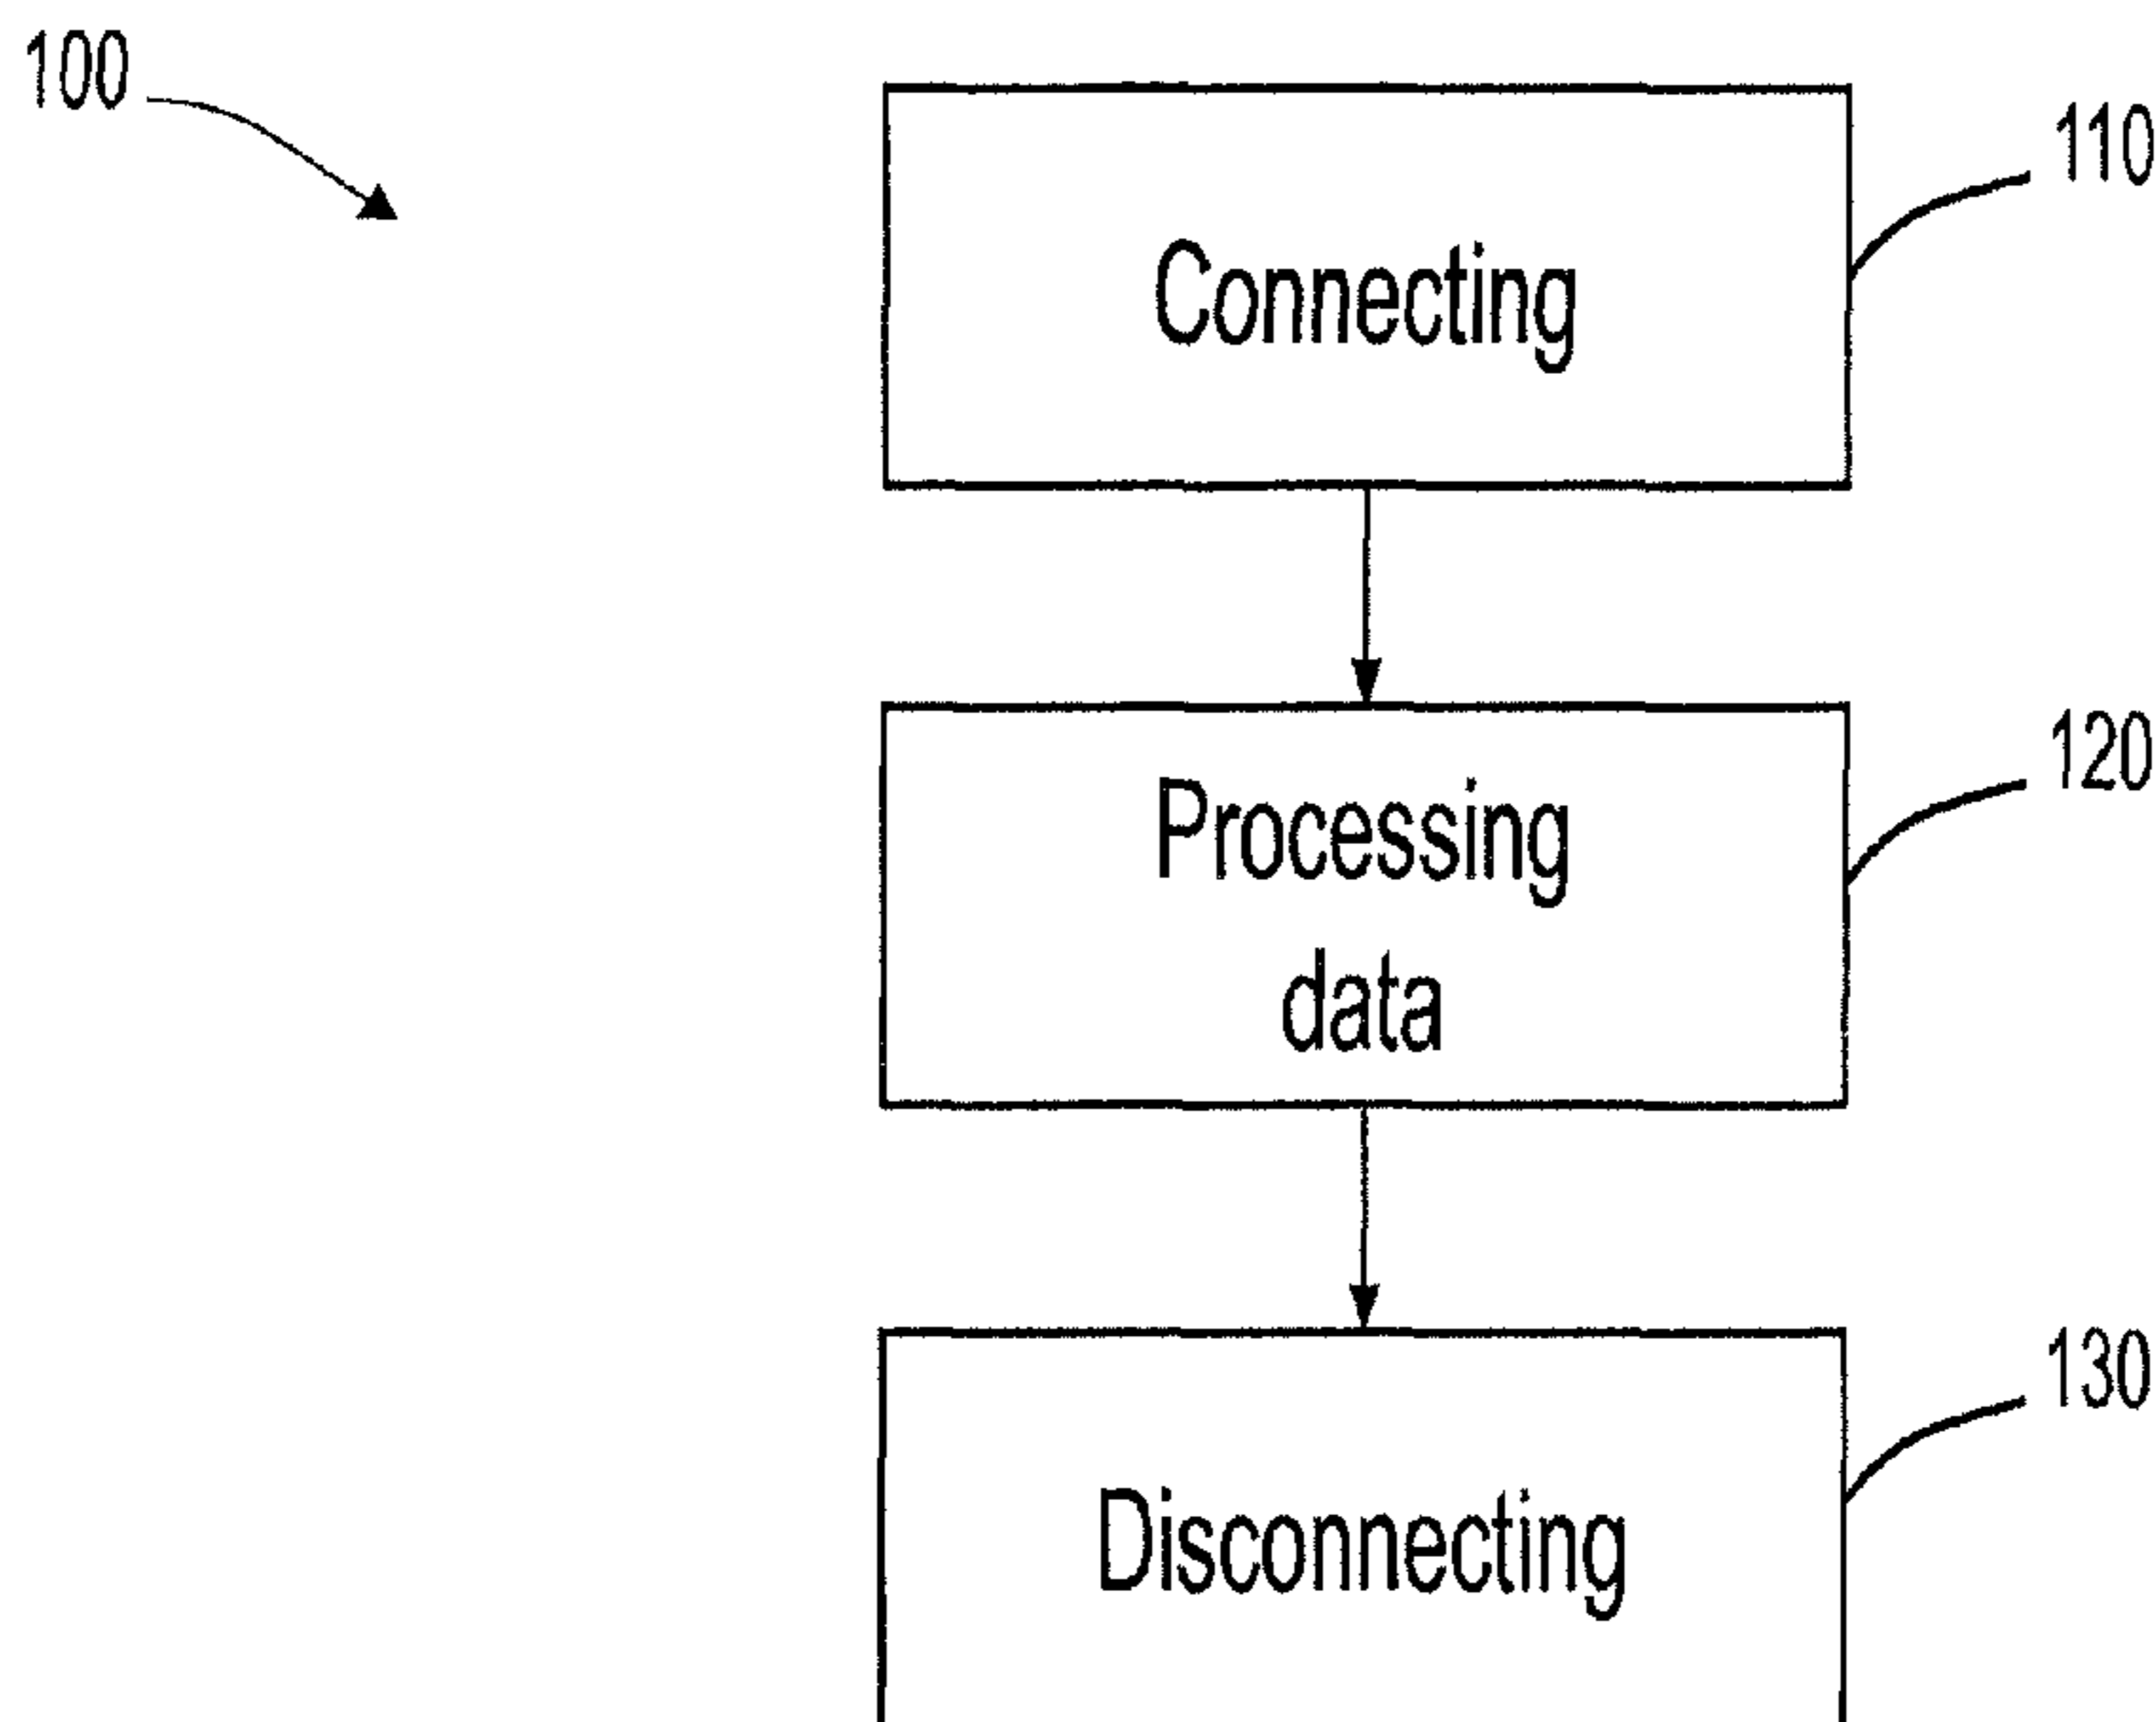 100
110
Connecting
120
Processing
data
130
Disconnecting